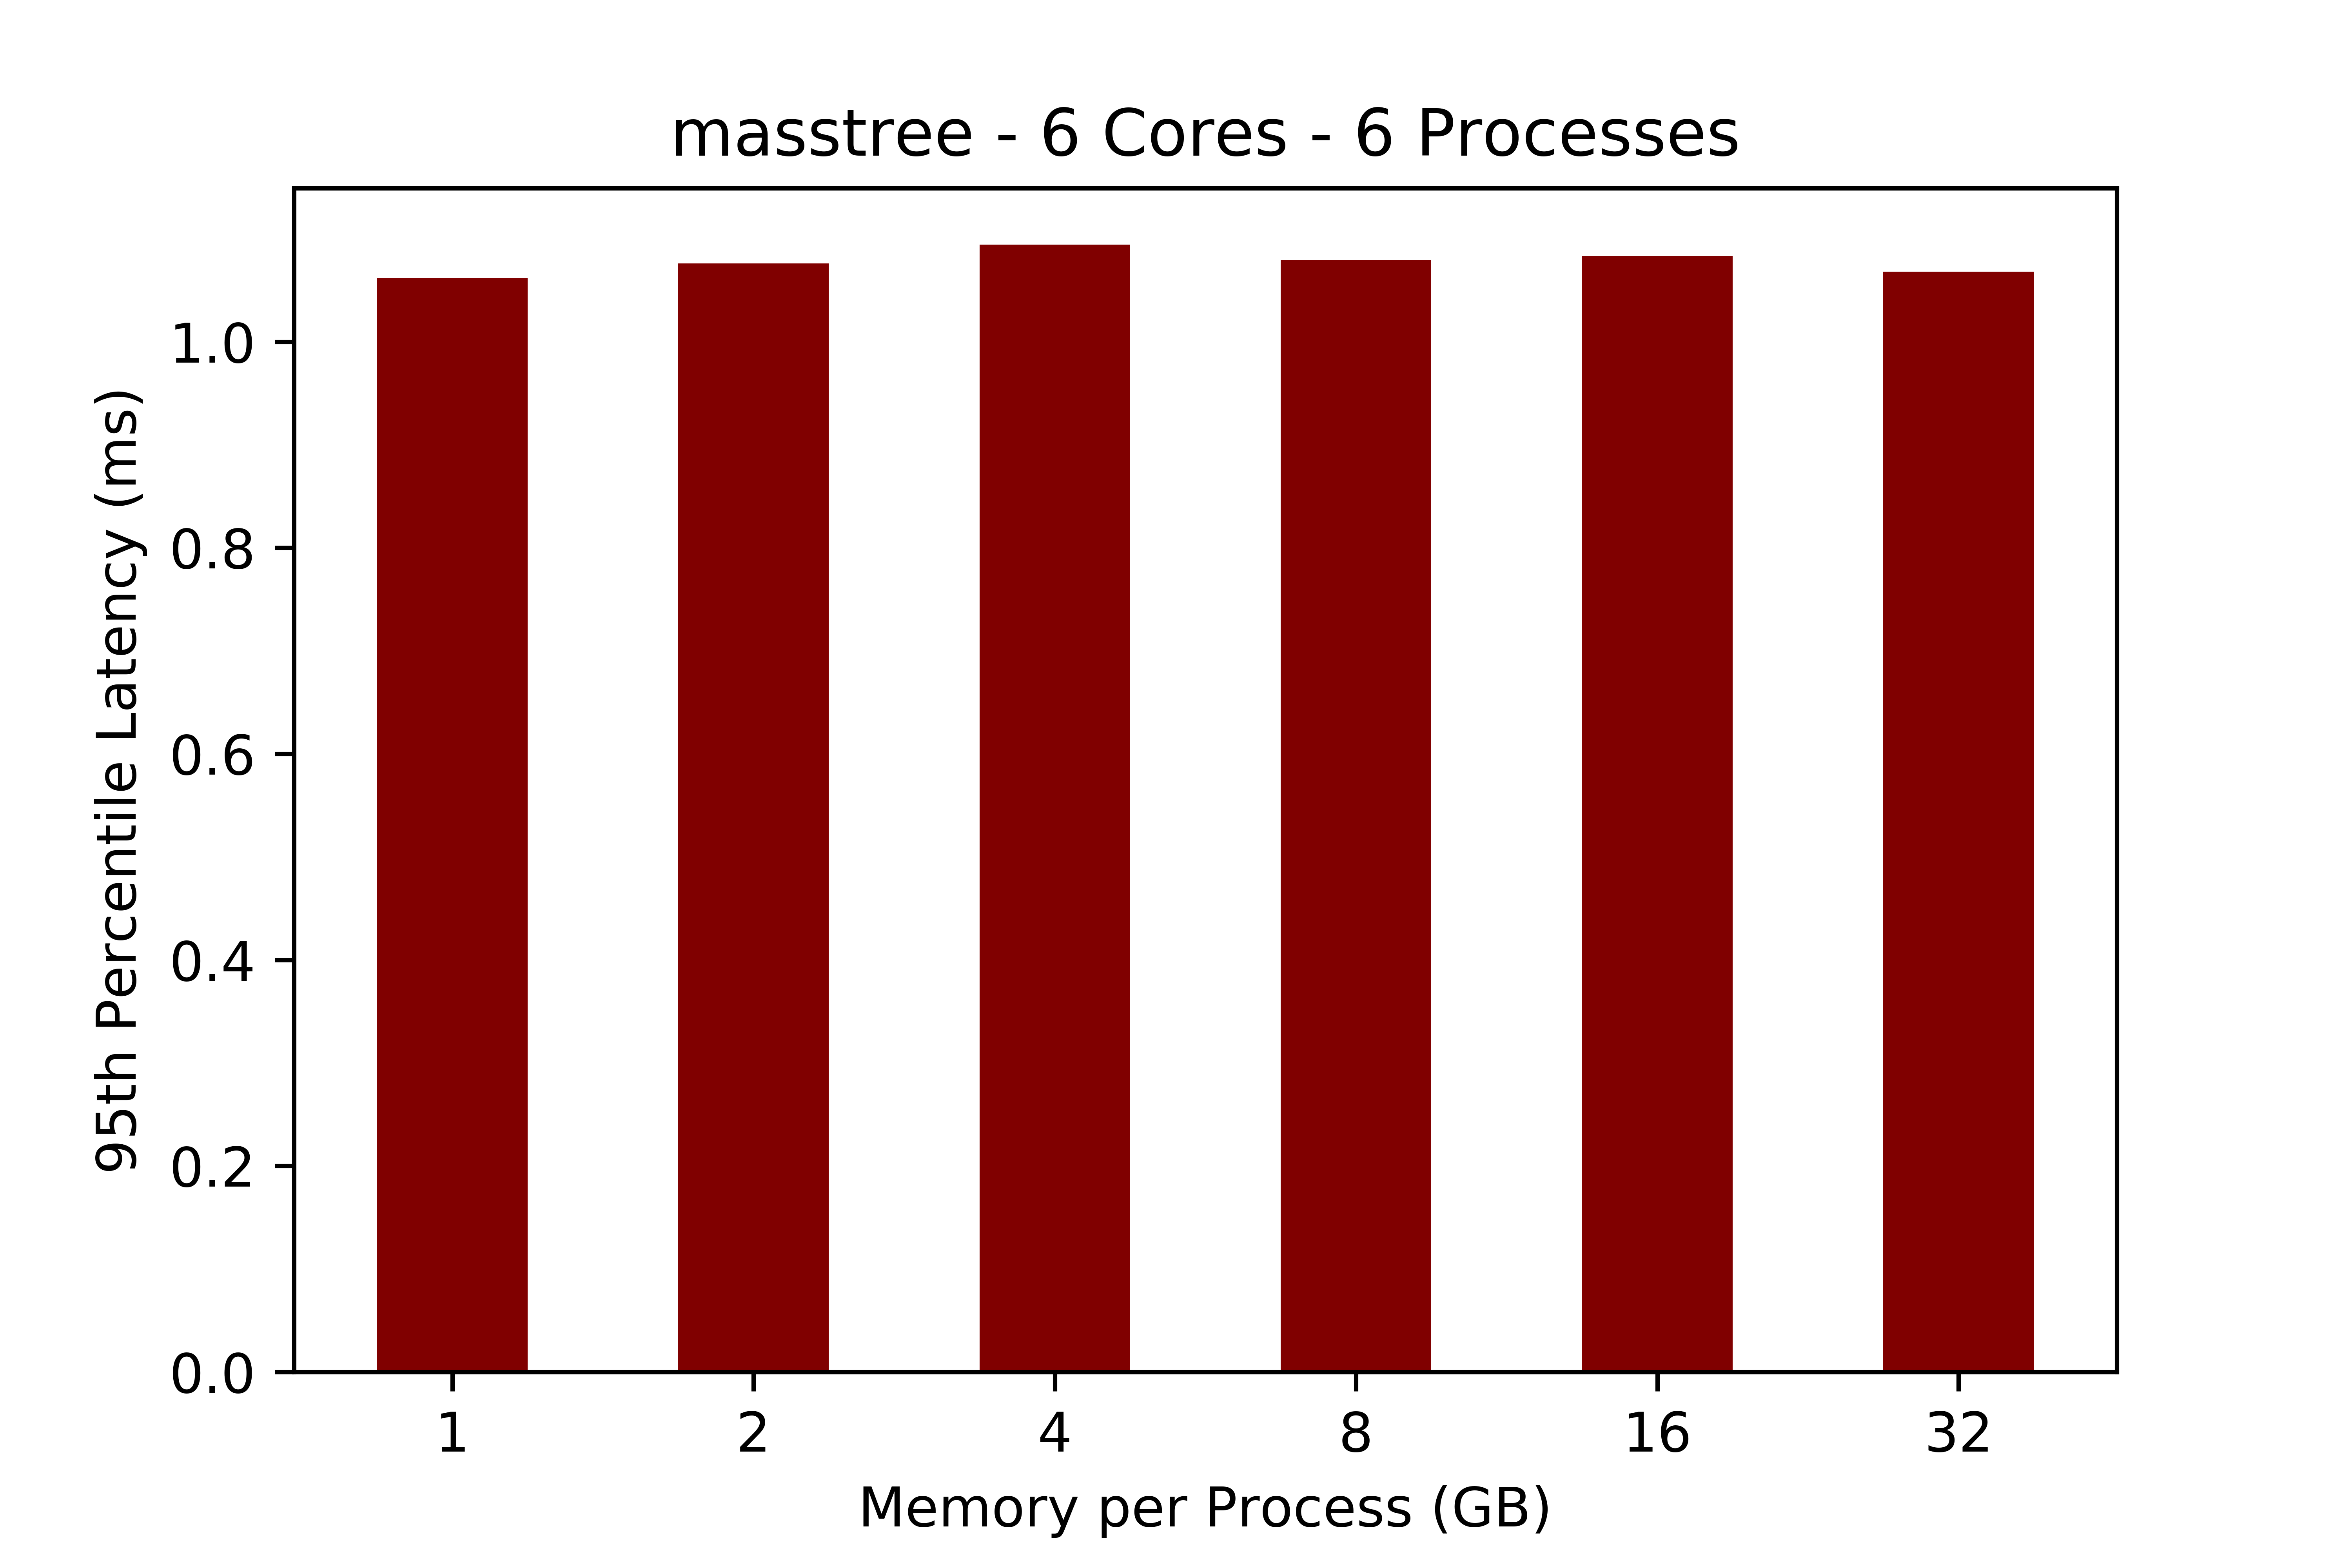 masstree - 6 Cores - 6 Processes
95th Percentile Latency (ms)
1.0
0.8
0.6
0.4
0.2
0.0
1 2 4 8 16 32
Memory per Process (GB)